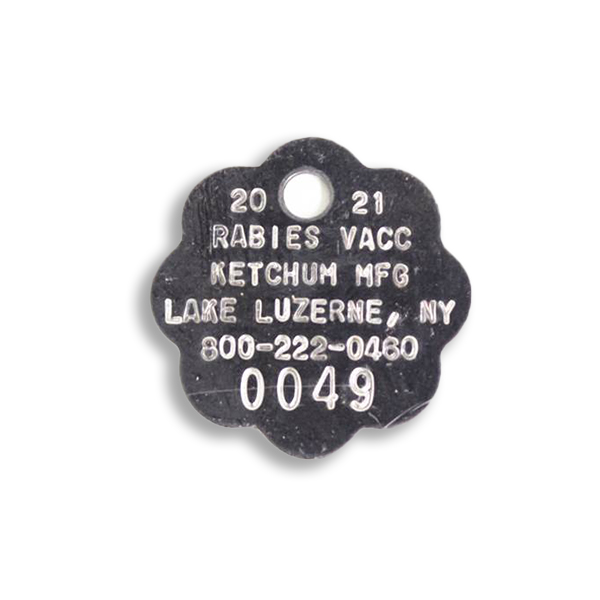 20 21
RABIES VACC
KETCHUM MFG
LAKE LUZERNE, NY
800-222-0460
0049